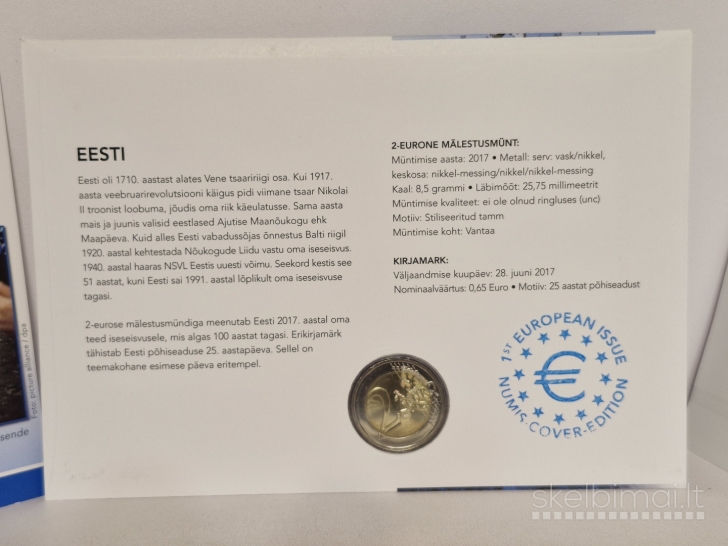 EESTI
Eesti oli 1710. aastast alates Vene tsaaririigi osa. Kui 1917.
aasta veebruarirevolutsiooni käigus pidi viimane tsaar Nikolai
II troonist loobuma, jõudis oma riik käeulatusse. Sama aasta
mais ja juunis valisid eestlased Ajutise Maanõukogu ehk
Maapäeva. Kuid alles Eesti vabadussõjas õnnestus Balti riigil
1920. aastal kehtestada Nõukogude Liidu vastu oma iseseisvus.
1940. aastal haaras NSVL Eestis uuesti võimu. Seekord kestis see
51 aastat, kuni Eesti sai 1991. aastal lõplikult oma iseseisvuse
tagasi.
2-eurose mälestusmündiga meenutab Eesti 2017. aastal oma
teed iseseisvusele, mis algas 100 aastat tagasi. Erikirjamärk
tähistab Eesti põhiseaduse 25. aastapäeva. Sellel on
teemakohane esimese päeva eritempel.
2-EURONE MÄLESTUSMÜNT:
Müntimise aasta: 2017 • Metall: serv: vask/nikkel,
keskosa: nikkel-messing/nikkel/nikkel-messing
Kaal: 8,5 grammi • Läbimõõt: 25,75 millimeetrit
Müntimise kvaliteet: ei ole olnud ringluses (unc)
Motiiv: Stiliseeritud tamm
Müntimise koht: Vantaa
KIRJAMARK:
Väljaandmise kuupäev: 28. juuni 2017
Nominaalväärtus: 0,65 Euro • Motiiv: 25 aastat põhiseadust
1ST EUROPEAN ISSUE
€
NUMIS-COVER-EDITION
2
Foto: picture alliance / dpa
sende
skelbimai.lt